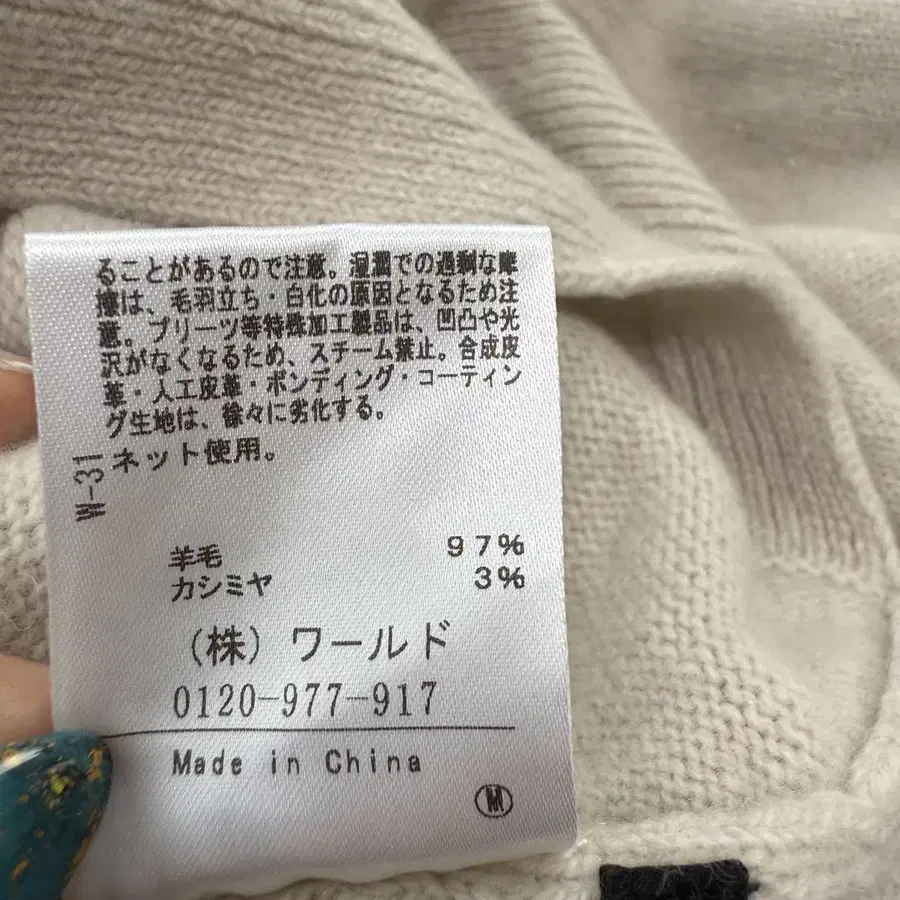 ることがあるので注意。湿潤での過剰な摩
擦は、毛羽立ち・白化の原因となるため注
意。プリーツ等特殊加工製品は、凹凸や光
沢がなくなるため、スチーム禁止。合成皮
革・人工皮革・ボンディング・コーティン
グ生地は、徐々に劣化する。
ネット使用。
W-31
羊毛 97%
カシミヤ 3%
(株)ワールド
0120-977-917
Made in China
M